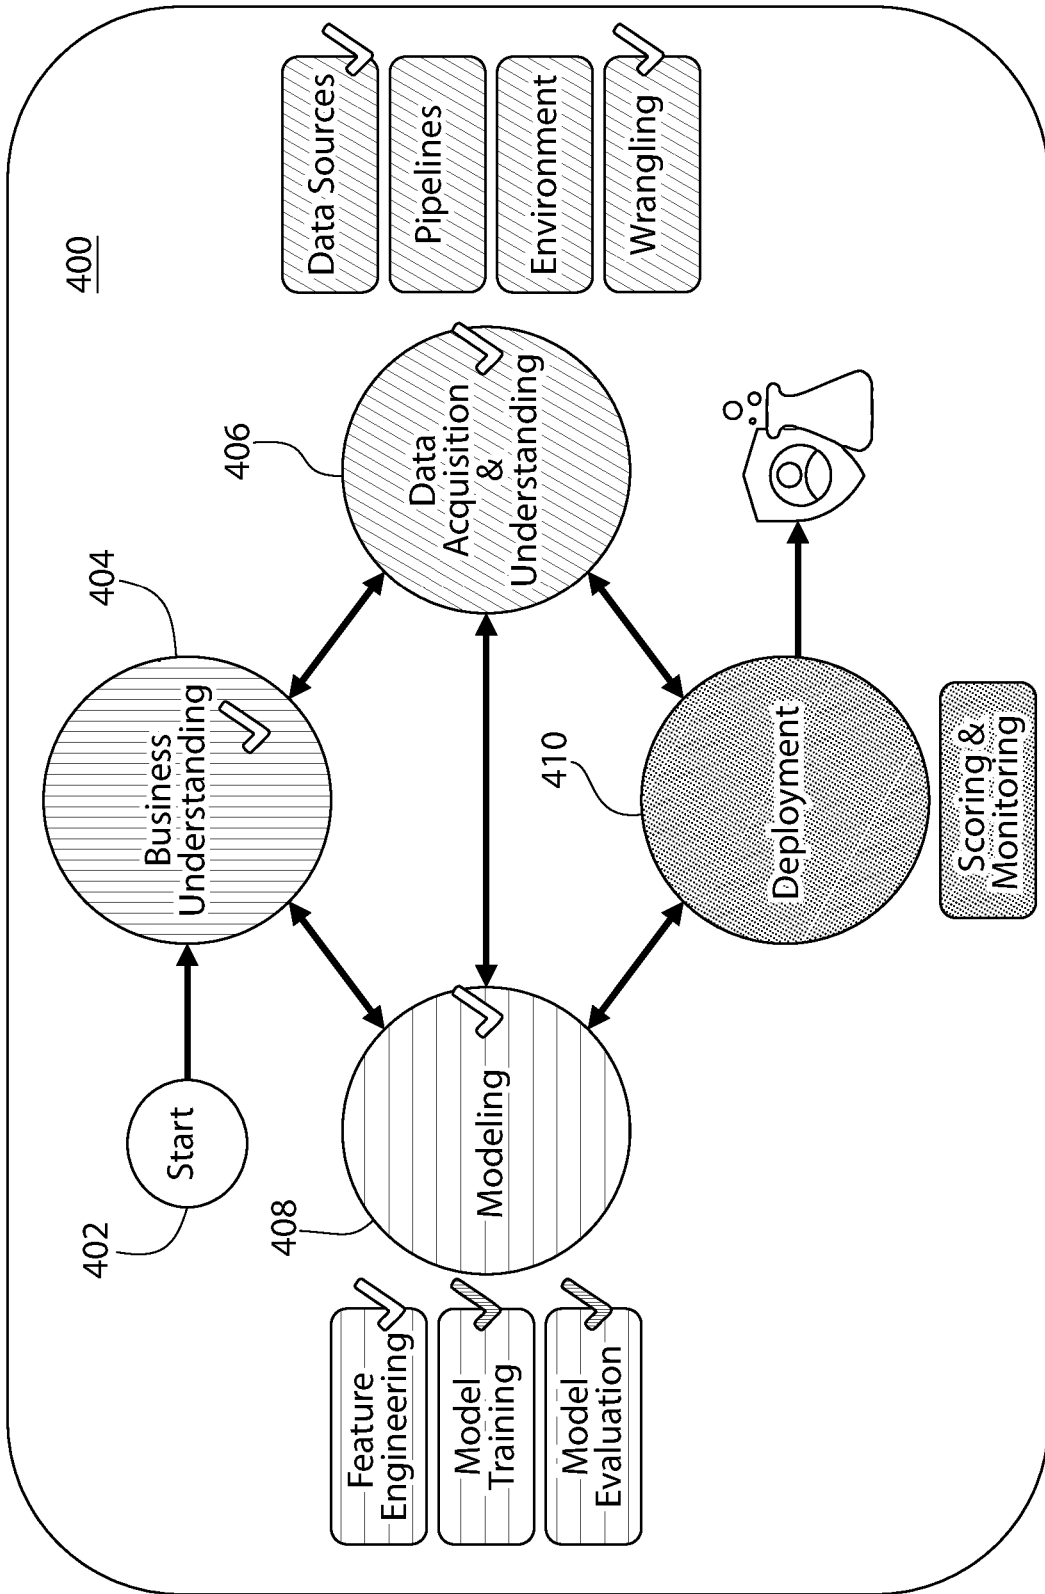 400
402
Start
404
Business
Understanding
406
Data
Acquisition
&
Understanding
Data Sources
Pipelines
Environment
Wrangling
408
Modeling
Feature
Engineering
Model
Training
Model
Evaluation
410
Deployment
Scoring &
Monitoring